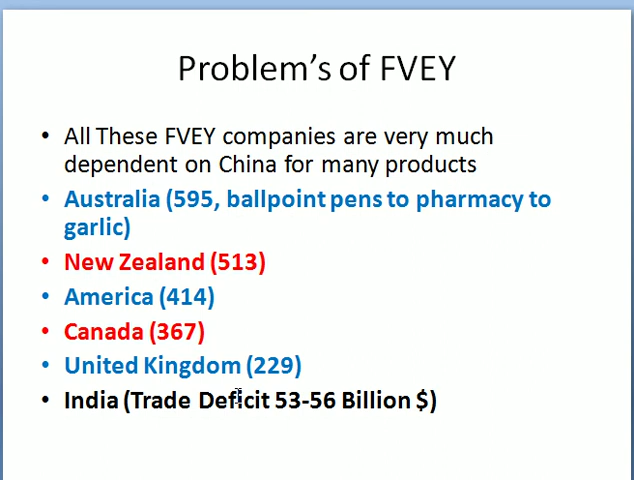 Problem's of FVEY
• All These FVEY companies are very much
dependent on China for many products
• Australia (595, ballpoint pens to pharmacy to
garlic)
• New Zealand (513)
• America (414)
• Canada (367)
• United Kingdom (229)
• India (Trade Deficit 53-56 Billion $)